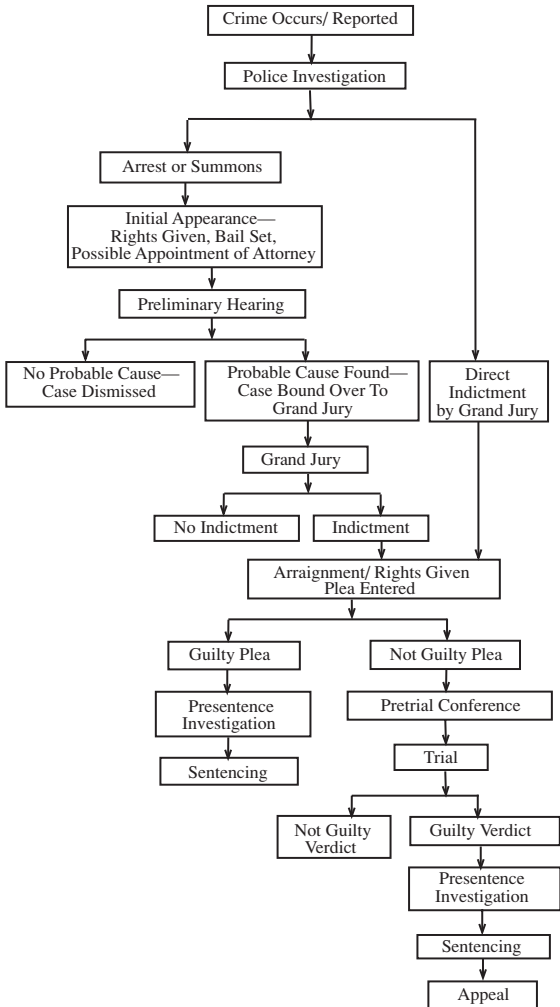 Crime Occurs/ Reported
Police Investigation
Arrest or Summons
Initial Appearance—
Rights Given, Bail Set,
Possible Appointment of Attorney
Preliminary Hearing
No Probable Cause—
Case Dismissed
Probable Cause Found—
Case Bound Over To
Grand Jury
Direct
Indictment
by Grand Jury
Grand Jury
No Indictment
Indictment
Arraignment/ Rights Given
Plea Entered
Guilty Plea
Not Guilty Plea
Presentence
Investigation
Pretrial Conference
Sentencing
Trial
Not Guilty
Verdict
Guilty Verdict
Presentence
Investigation
Sentencing
Appeal